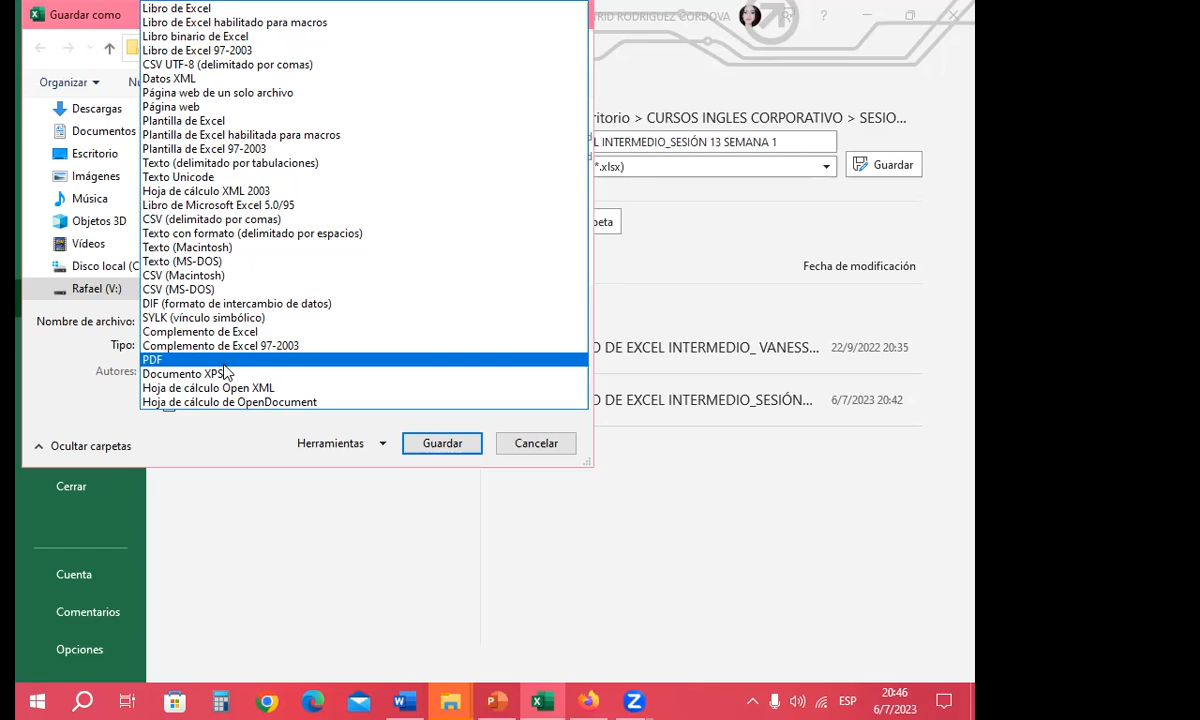 Guardar como
RID RODRIGUEZ CORDOVA
?
Organizar
Nu
Descargas
Documentos
Escritorio
Imágenes
Música
Objetos 3D
Vídeos
Disco local (C
Rafael (V:)
Nombre de archivo:
Tipo:
Autores:
Libro de Excel
Libro de Excel habilitado para macros
Libro binario de Excel
Libro de Excel 97-2003
CSV UTF-8 (delimitado por comas)
Datos XML
Página web de un solo archivo
Página web
Plantilla de Excel
Plantilla de Excel habilitada para macros
Plantilla de Excel 97-2003
Texto (delimitado por tabulaciones)
Texto Unicode
Hoja de cálculo XML 2003
Libro de Microsoft Excel 5.0/95
CSV (delimitado por comas)
Texto con formato (delimitado por espacios)
Texto (Macintosh)
Texto (MS-DOS)
CSV (Macintosh)
CSV (MS-DOS)
DIF (formato de intercambio de datos)
SYLK (vínculo simbólico)
Complemento de Excel
Complemento de Excel 97-2003
PDF
Documento XPS
Hoja de cálculo Open XML
Hoja de cálculo de OpenDocument
Ocultar carpetas
Herramientas
Guardar
Cancelar
ritorio > CURSOS INGLES CORPORATIVO > SESIO...
L INTERMEDIO_SESIÓN 13 SEMANA 1
*.xlsx)
Guardar
peta
Fecha de modificación
O DE EXCEL INTERMEDIO_ VANESS...
22/9/2022 20:35
O DE EXCEL INTERMEDIO_SESIÓN...
6/7/2023 20:42
Cerrar
Cuenta
Comentarios
Opciones
ESP
20:46
6/7/2023